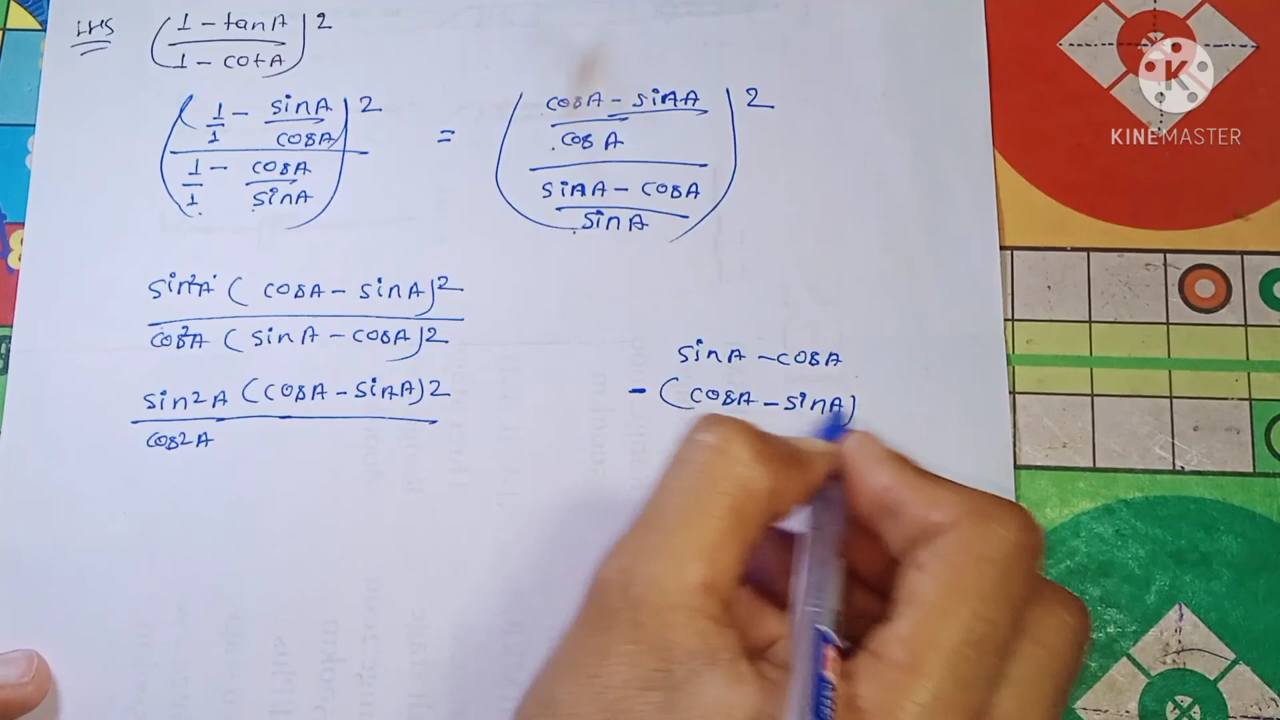 LHS (1 - tanA / 1 - cotA)2
(1/1 - sinA/cosA / 1/1 - cosA/sinA)2 = (cosA - sinA / cosA / sinA - cosA / sinA)2
sin2A (cosA - sinA)2
cos2A (sinA - cosA)2
sin2A (cosA - sinA)2
cos2A
sinA - cosA
- (cosA - sinA)
KINEMASTER